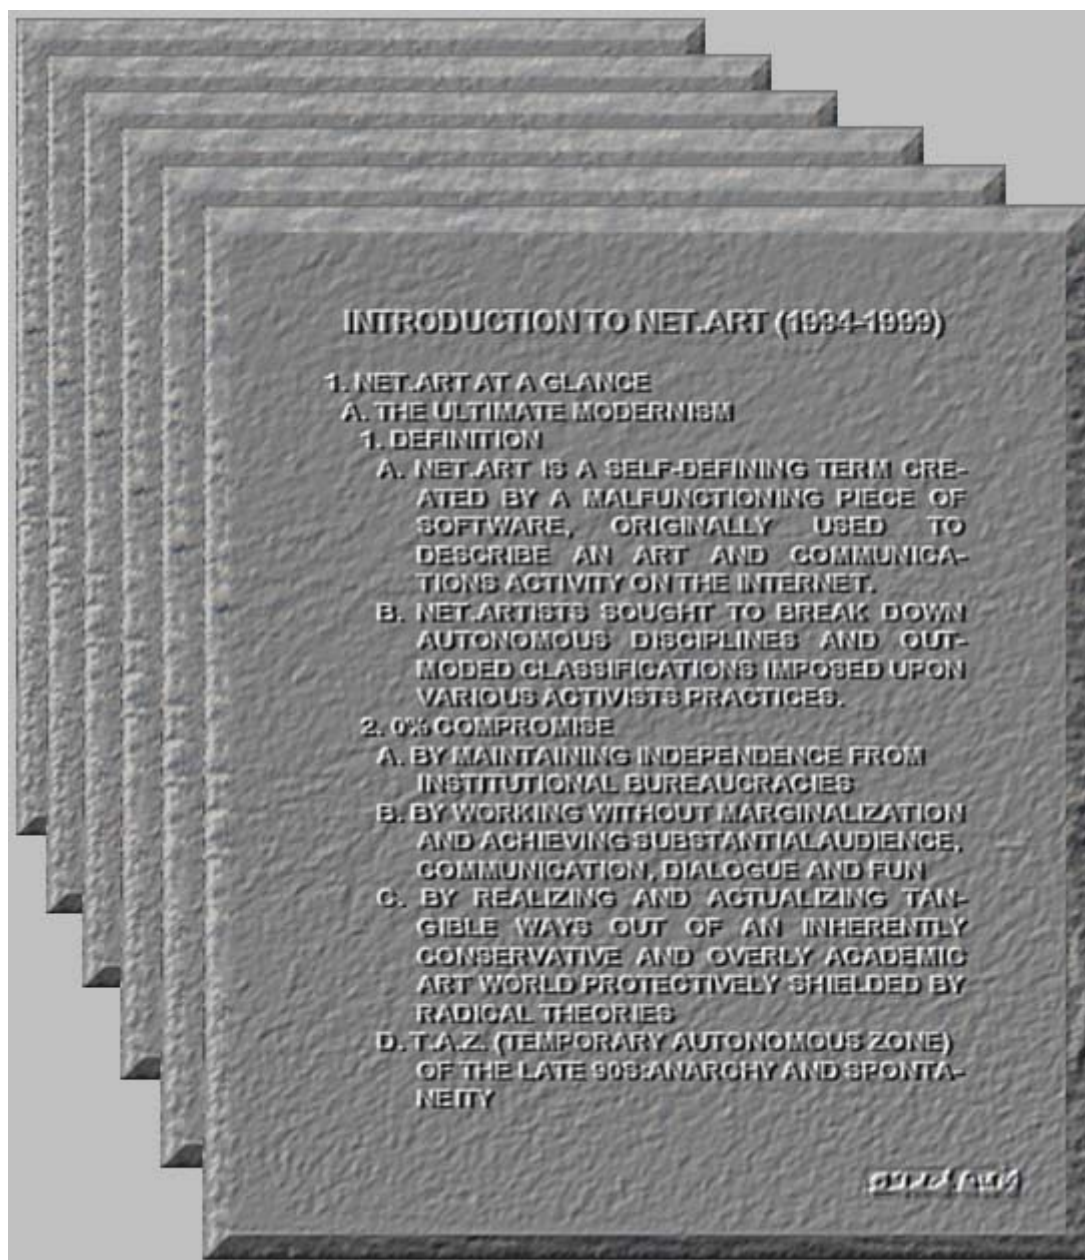 INTRODUCTION TO NET.ART (1994-1999)
1. NET.ART AT A GLANCE
A. THE ULTIMATE MODERNISM
1. DEFINITION
A. NET.ART IS A SELF-DEFINING TERM CRE-
ATED BY A MALFUNCTIONING PIECE OF
SOFTWARE, ORIGINALLY USED TO
DESCRIBE AN ART AND COMMUNICA-
TIONS ACTIVITY ON THE INTERNET.
B. NET.ARTISTS SOUGHT TO BREAK DOWN
AUTONOMOUS DISCIPLINES AND OUT-
MODED CLASSIFICATIONS IMPOSED UPON
VARIOUS ACTIVISTS PRACTICES.
2. 0% COMPROMISE
A. BY MAINTAINING INDEPENDENCE FROM
INSTITUTIONAL BUREAUCRACIES
B. BY WORKING WITHOUT MARGINALIZATION
AND ACHIEVING SUBSTANTIAL AUDIENCE,
COMMUNICATION, DIALOGUE AND FUN
C. BY REALIZING AND ACTUALIZING TAN-
GIBLE WAYS OUT OF AN INHERENTLY
CONSERVATIVE AND OVERLY ACADEMIC
ART WORLD PROTECTIVELY SHIELDED BY
RADICAL THEORIES
D. T.A.Z. (TEMPORARY AUTONOMOUS ZONE)
OF THE LATE 90S:ANARCHY AND SPONTA-
NEITY